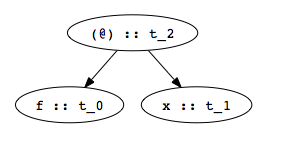 (@) :: t_2
f :: t_0
x :: t_1